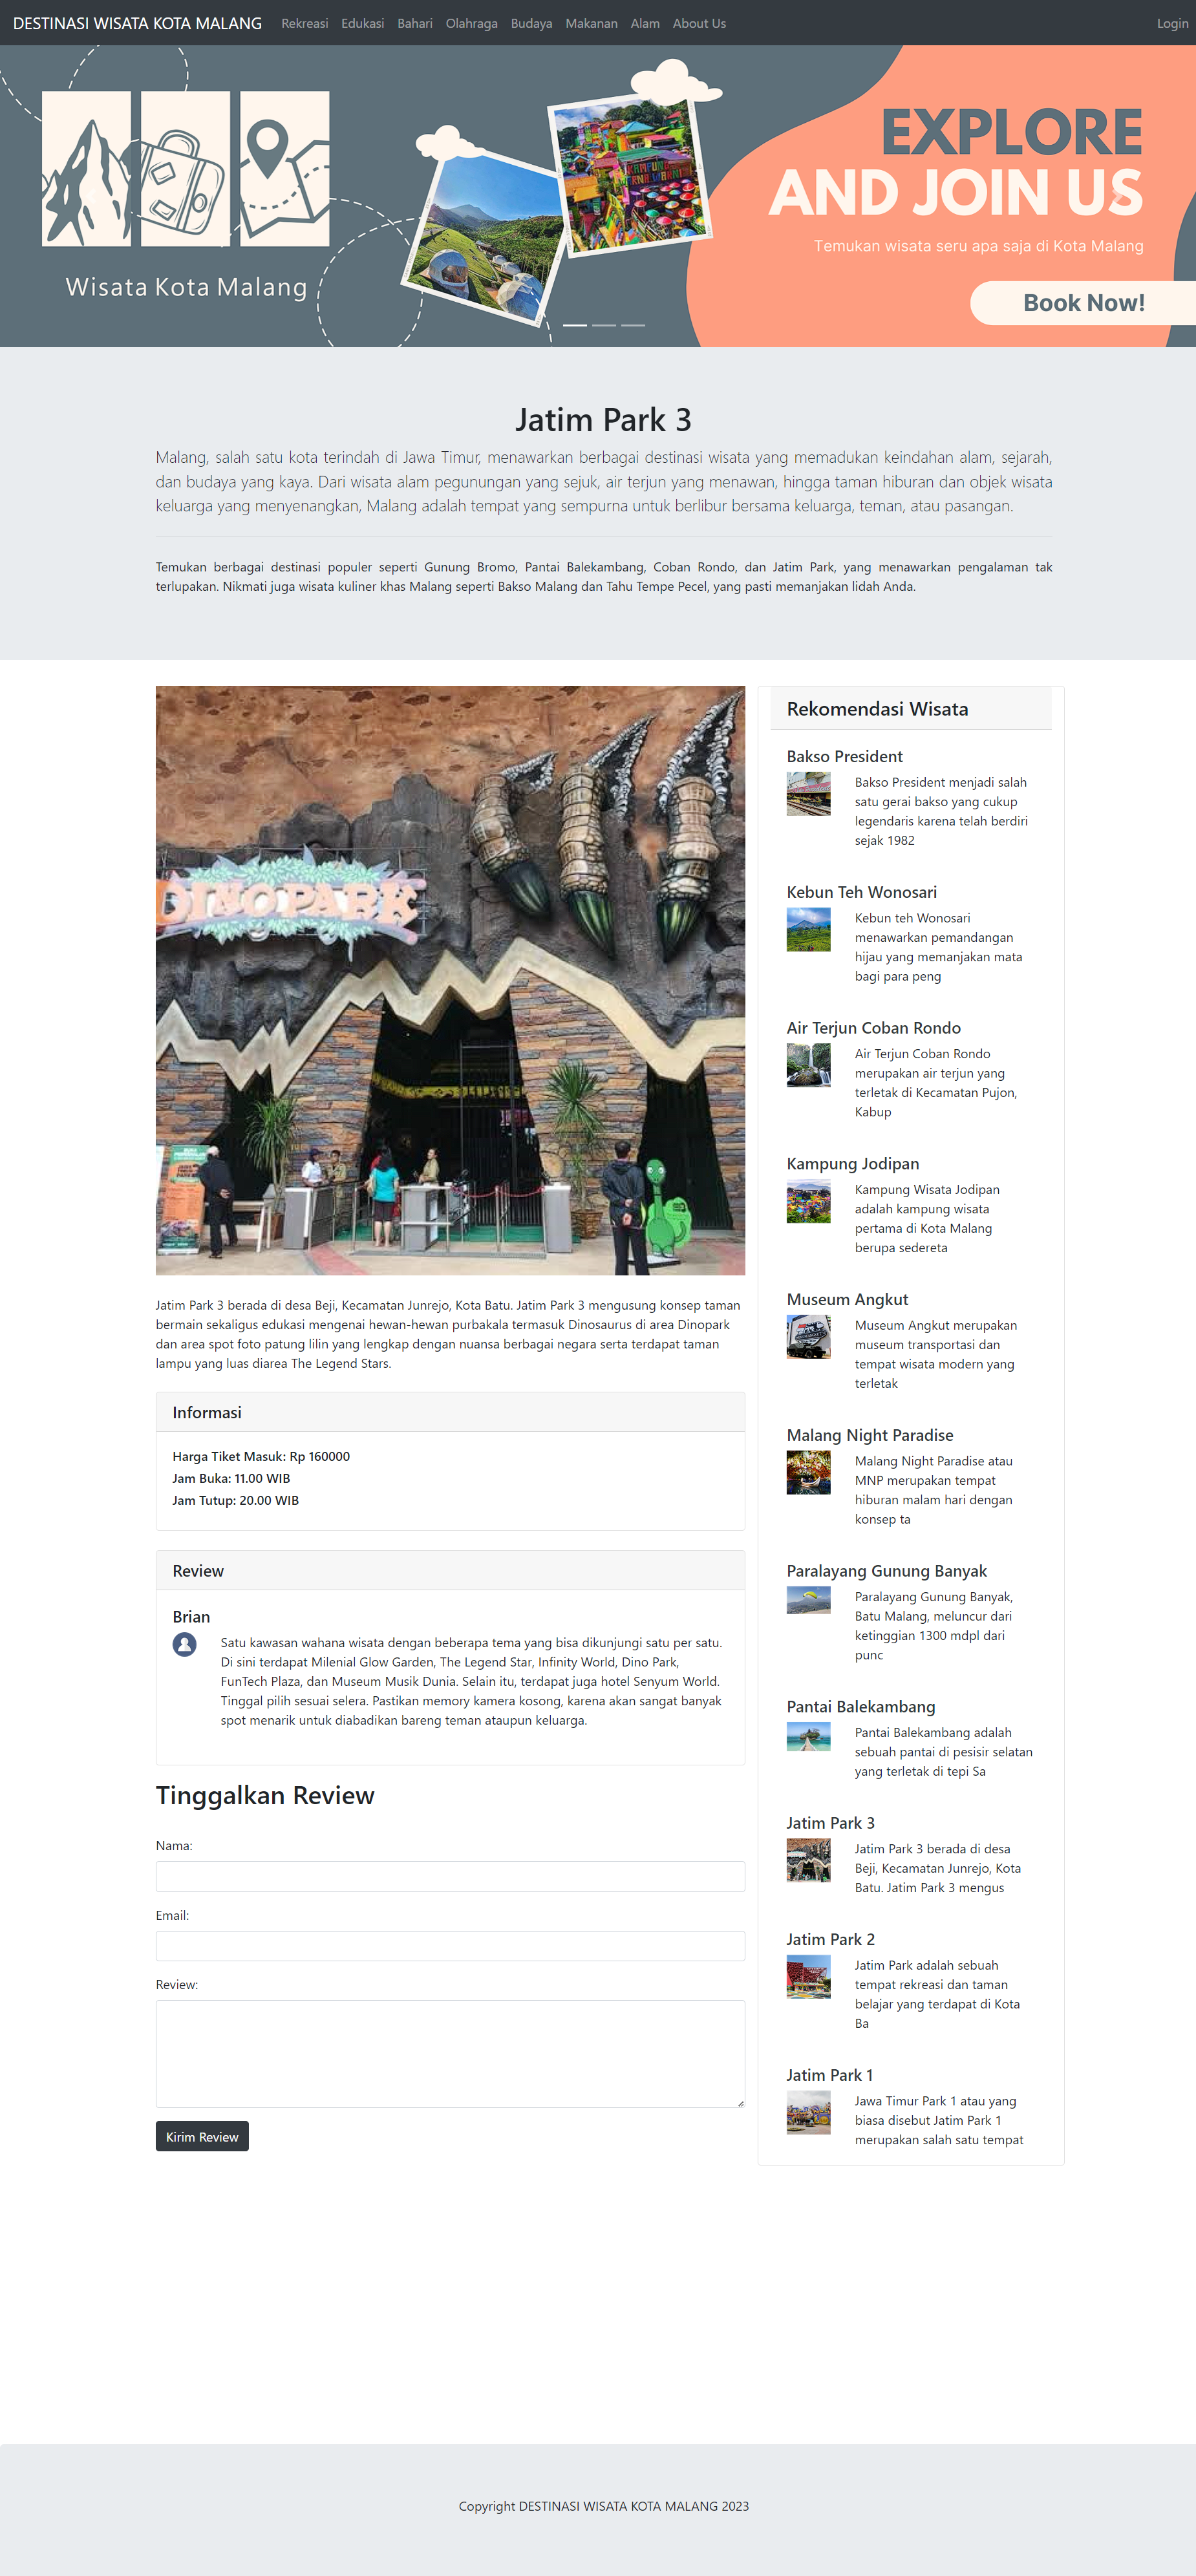 DESTINASI WISATA KOTA MALANG Rekreasi Edukasi Bahari Olahraga Budaya Makanan Alam About Us Login
Wisata Kota Malang
EXPLORE
AND JOIN US
Temukan wisata seru apa saja di Kota Malang
Book Now!
Jatim Park 3
Malang, salah satu kota terindah di Jawa Timur, menawarkan berbagai destinasi wisata yang memadukan keindahan alam, sejarah,
dan budaya yang kaya. Dari wisata alam pegunungan yang sejuk, air terjun yang menawan, hingga taman hiburan dan objek wisata
keluarga yang menyenangkan, Malang adalah tempat yang sempurna untuk berlibur bersama keluarga, teman, atau pasangan.
Temukan berbagai destinasi populer seperti Gunung Bromo, Pantai Balekambang, Coban Rondo, dan Jatim Park, yang menawarkan pengalaman tak
terlupakan. Nikmati juga wisata kuliner khas Malang seperti Bakso Malang dan Tahu Tempe Pecel, yang pasti memanjakan lidah Anda.
DINOPARK
Jatim Park 3 berada di desa Beji, Kecamatan Junrejo, Kota Batu. Jatim Park 3 mengusung konsep taman
bermain sekaligus edukasi mengenai hewan-hewan purbakala termasuk Dinosaurus di area Dinopark
dan area spot foto patung lilin yang lengkap dengan nuansa berbagai negara serta terdapat taman
lampu yang luas diarea The Legend Stars.
Informasi
Harga Tiket Masuk: Rp 160000
Jam Buka: 11.00 WIB
Jam Tutup: 20.00 WIB
Review
Brian
Satu kawasan wahana wisata dengan beberapa tema yang bisa dikunjungi satu per satu.
Di sini terdapat Milenial Glow Garden, The Legend Star, Infinity World, Dino Park,
FunTech Plaza, dan Museum Musik Dunia. Selain itu, terdapat juga hotel Senyum World.
Tinggal pilih sesuai selera. Pastikan memory kamera kosong, karena akan sangat banyak
spot menarik untuk diabadikan bareng teman ataupun keluarga.
Tinggalkan Review
Nama:
Email:
Review:
Kirim Review
Rekomendasi Wisata
Bakso President
Bakso President menjadi salah
satu gerai bakso yang cukup
legendaris karena telah berdiri
sejak 1982
Kebun Teh Wonosari
Kebun teh Wonosari
menawarkan pemandangan
hijau yang memanjakan mata
bagi para peng
Air Terjun Coban Rondo
Air Terjun Coban Rondo
merupakan air terjun yang
terletak di Kecamatan Pujon,
Kabup
Kampung Jodipan
Kampung Wisata Jodipan
adalah kampung wisata
pertama di Kota Malang
berupa sedereta
Museum Angkut
Museum Angkut merupakan
museum transportasi dan
tempat wisata modern yang
terletak
Malang Night Paradise
Malang Night Paradise atau
MNP merupakan tempat
hiburan malam hari dengan
konsep ta
Paralayang Gunung Banyak
Paralayang Gunung Banyak,
Batu Malang, meluncur dari
ketinggian 1300 mdpl dari
punc
Pantai Balekambang
Pantai Balekambang adalah
sebuah pantai di pesisir selatan
yang terletak di tepi Sa
Jatim Park 3
Jatim Park 3 berada di desa
Beji, Kecamatan Junrejo, Kota
Batu. Jatim Park 3 mengus
Jatim Park 2
Jatim Park adalah sebuah
tempat rekreasi dan taman
belajar yang terdapat di Kota
Ba
Jatim Park 1
Jawa Timur Park 1 atau yang
biasa disebut Jatim Park 1
merupakan salah satu tempat
Copyright DESTINASI WISATA KOTA MALANG 2023